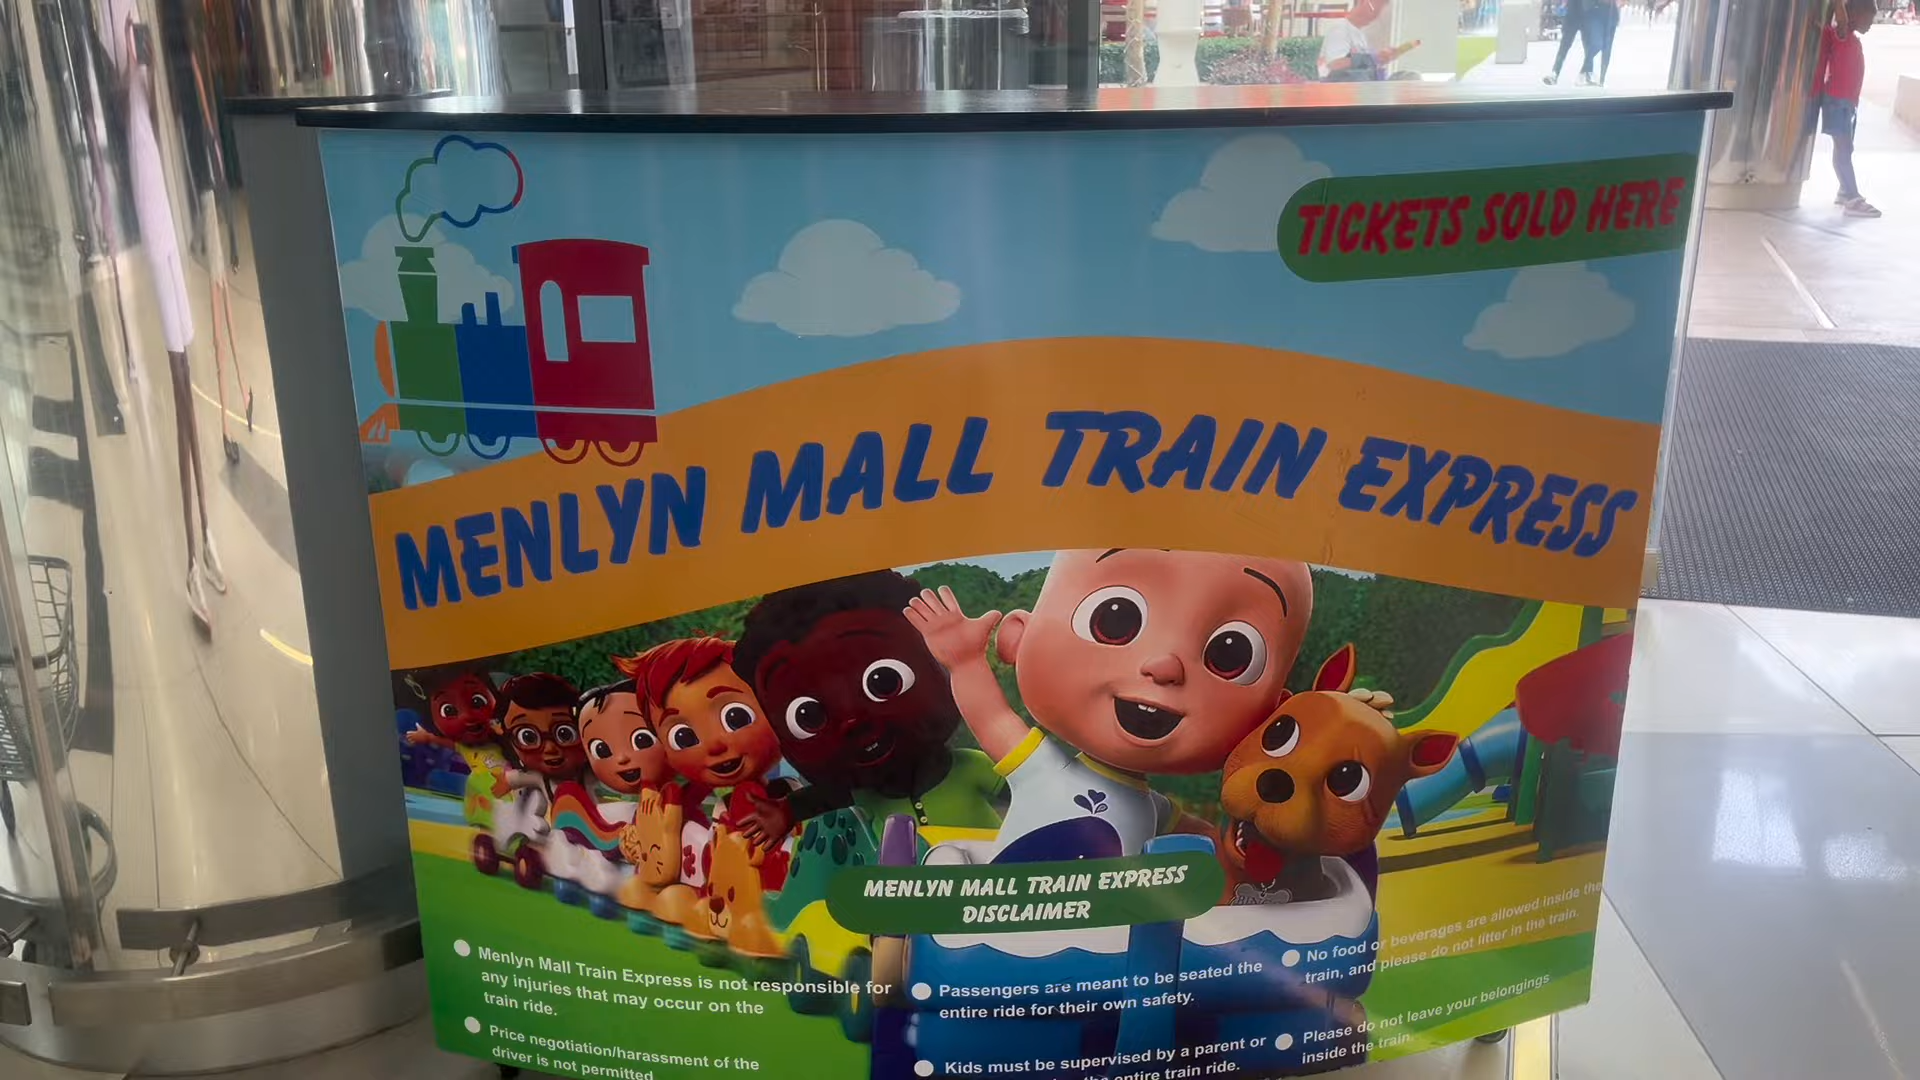 TICKETS SOLD HERE
MENLYN MALL TRAIN EXPRESS
MENLYN MALL TRAIN EXPRESS
DISCLAIMER
Menlyn Mall Train Express is not responsible for
any injuries that may occur on the
train ride.
Price negotiation/harassment of the
driver is not permitted
Passengers are meant to be seated the
entire ride for their own safety.
Kids must be supervised by a parent or
the entire train ride.
No food or beverages are allowed inside the
train, and please do not litter in the train.
Please do not leave your belongings
inside the train.